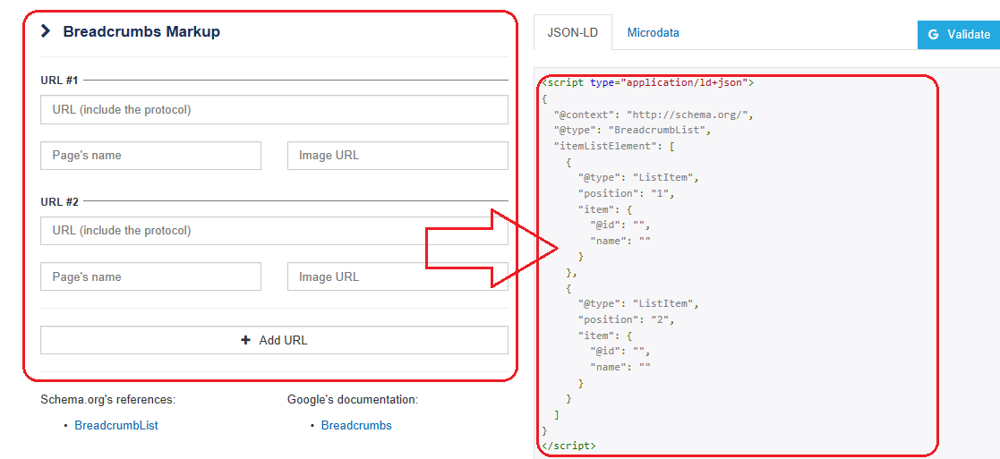 Breadcrumbs Markup
URL #1
URL (include the protocol)
Page's name
Image URL
URL #2
URL (include the protocol)
Page's name
Image URL
Add URL
Schema.org's references:
• BreadcrumbList
Google's documentation:
• Breadcrumbs
JSON-LD
Microdata
G Validate
<script type="application/ld+json">
{
  "@context": "http://schema.org/",
  "@type": "BreadcrumbList",
  "itemListElement": [
    {
      "@type": "ListItem",
      "position": "1",
      "item": {
        "@id": "",
        "name": ""
      }
    },
    {
      "@type": "ListItem",
      "position": "2",
      "item": {
        "@id": "",
        "name": ""
      }
    }
  ]
}
</script>